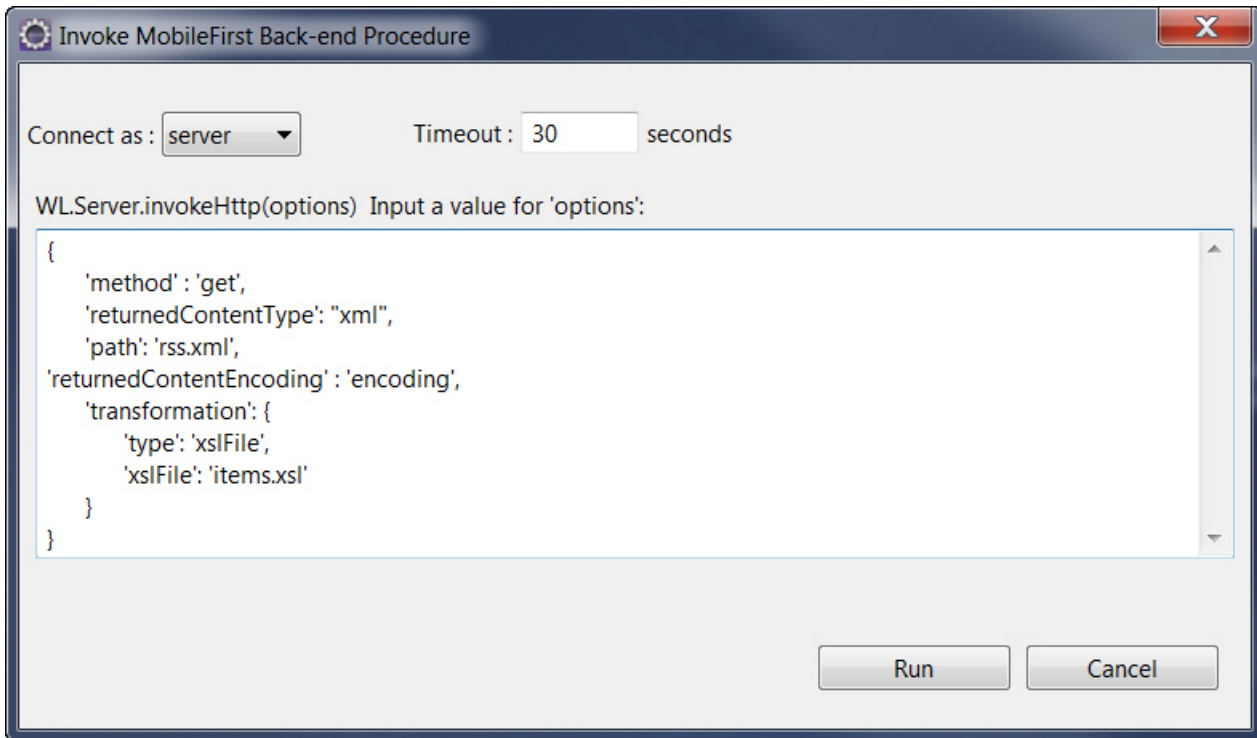 Invoke MobileFirst Back-end Procedure
X
Connect as : server Timeout : 30 seconds
WL.Server.invokeHttp(options) Input a value for 'options':
{
'method' : 'get',
'returnedContentType': "xml",
'path': 'rss.xml',
'returnedContentEncoding' : 'encoding',
'transformation': {
'type': 'xslFile',
'xslFile': 'items.xsl'
}
}
Run Cancel